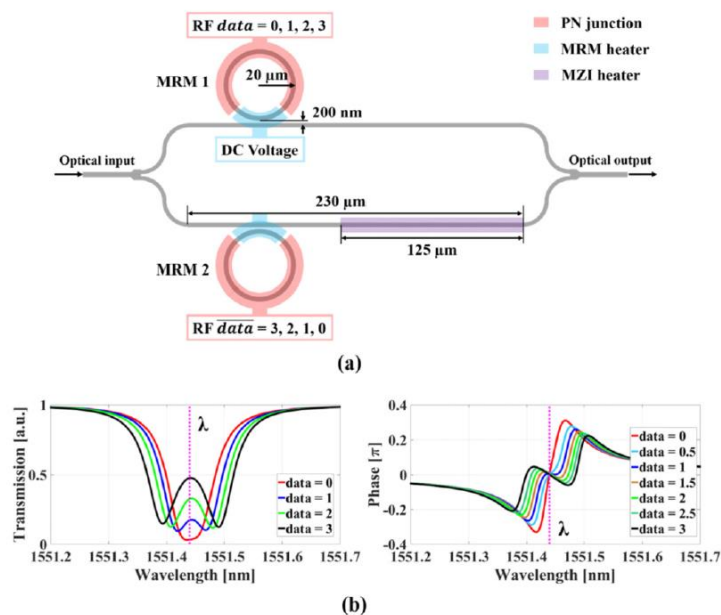 RF data = 0, 1, 2, 3
PN junction
MRM heater
MZI heater
MRM 1
20 µm
200 nm
DC Voltage
Optical input
Optical output
230 µm
125 µm
MRM 2
RF data = 3, 2, 1, 0
(a)
Transmission [a.u.]
1
0.5
0
λ
data = 0
data = 1
data = 2
data = 3
1551.2 1551.3 1551.4 1551.5 1551.6 1551.7
Wavelength [nm]
Phase [π]
0.4
0.2
0
-0.2
-0.4
λ
data = 0
data = 0.5
data = 1
data = 1.5
data = 2
data = 2.5
data = 3
1551.2 1551.3 1551.4 1551.5 1551.6 1551.7
Wavelength [nm]
(b)